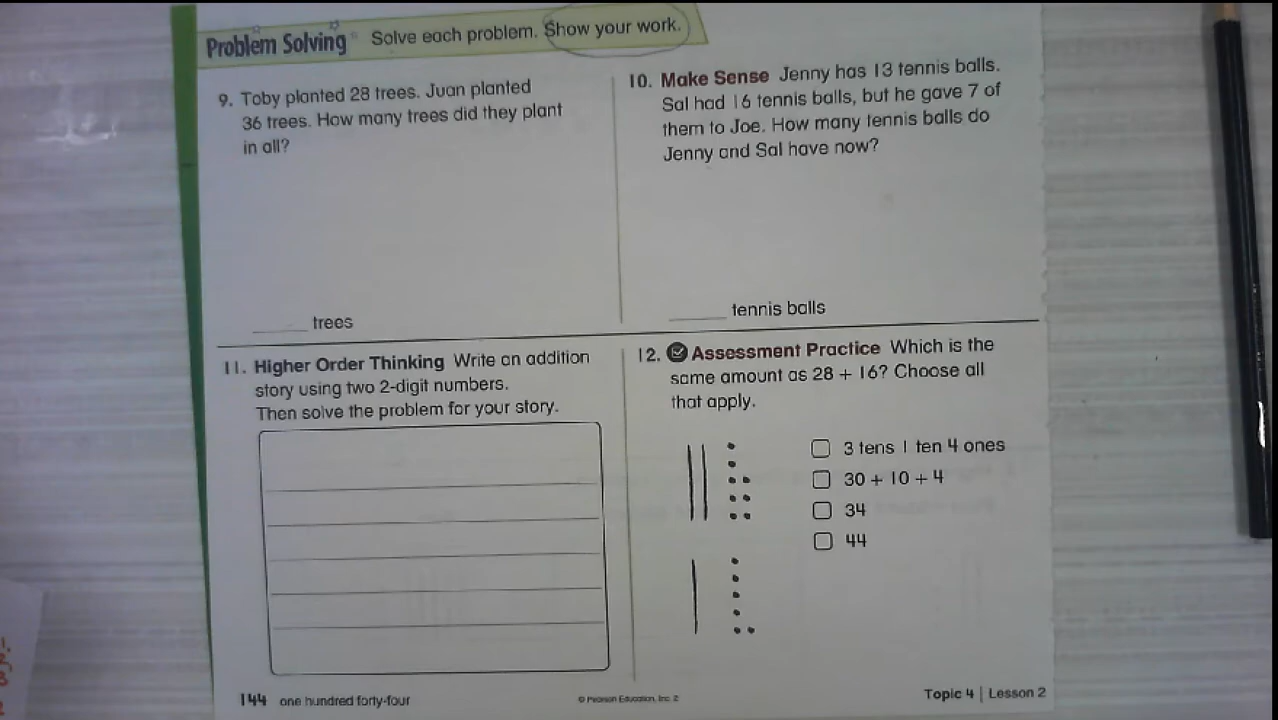 Problem Solving Solve each problem. Show your work.
9. Toby planted 28 trees. Juan planted
36 trees. How many trees did they plant
in all?
_____ trees
10. Make Sense Jenny has 13 tennis balls.
Sal had 16 tennis balls, but he gave 7 of
them to Joe. How many tennis balls do
Jenny and Sal have now?
_____ tennis balls
11. Higher Order Thinking Write an addition
story using two 2-digit numbers.
Then solve the problem for your story.
12. Assessment Practice Which is the
same amount as 28 + 16? Choose all
that apply.
3 tens 1 ten 4 ones
30 + 10 + 4
34
44
144 one hundred forty-four
© Pearson Education, Inc. 2
Topic 4 | Lesson 2